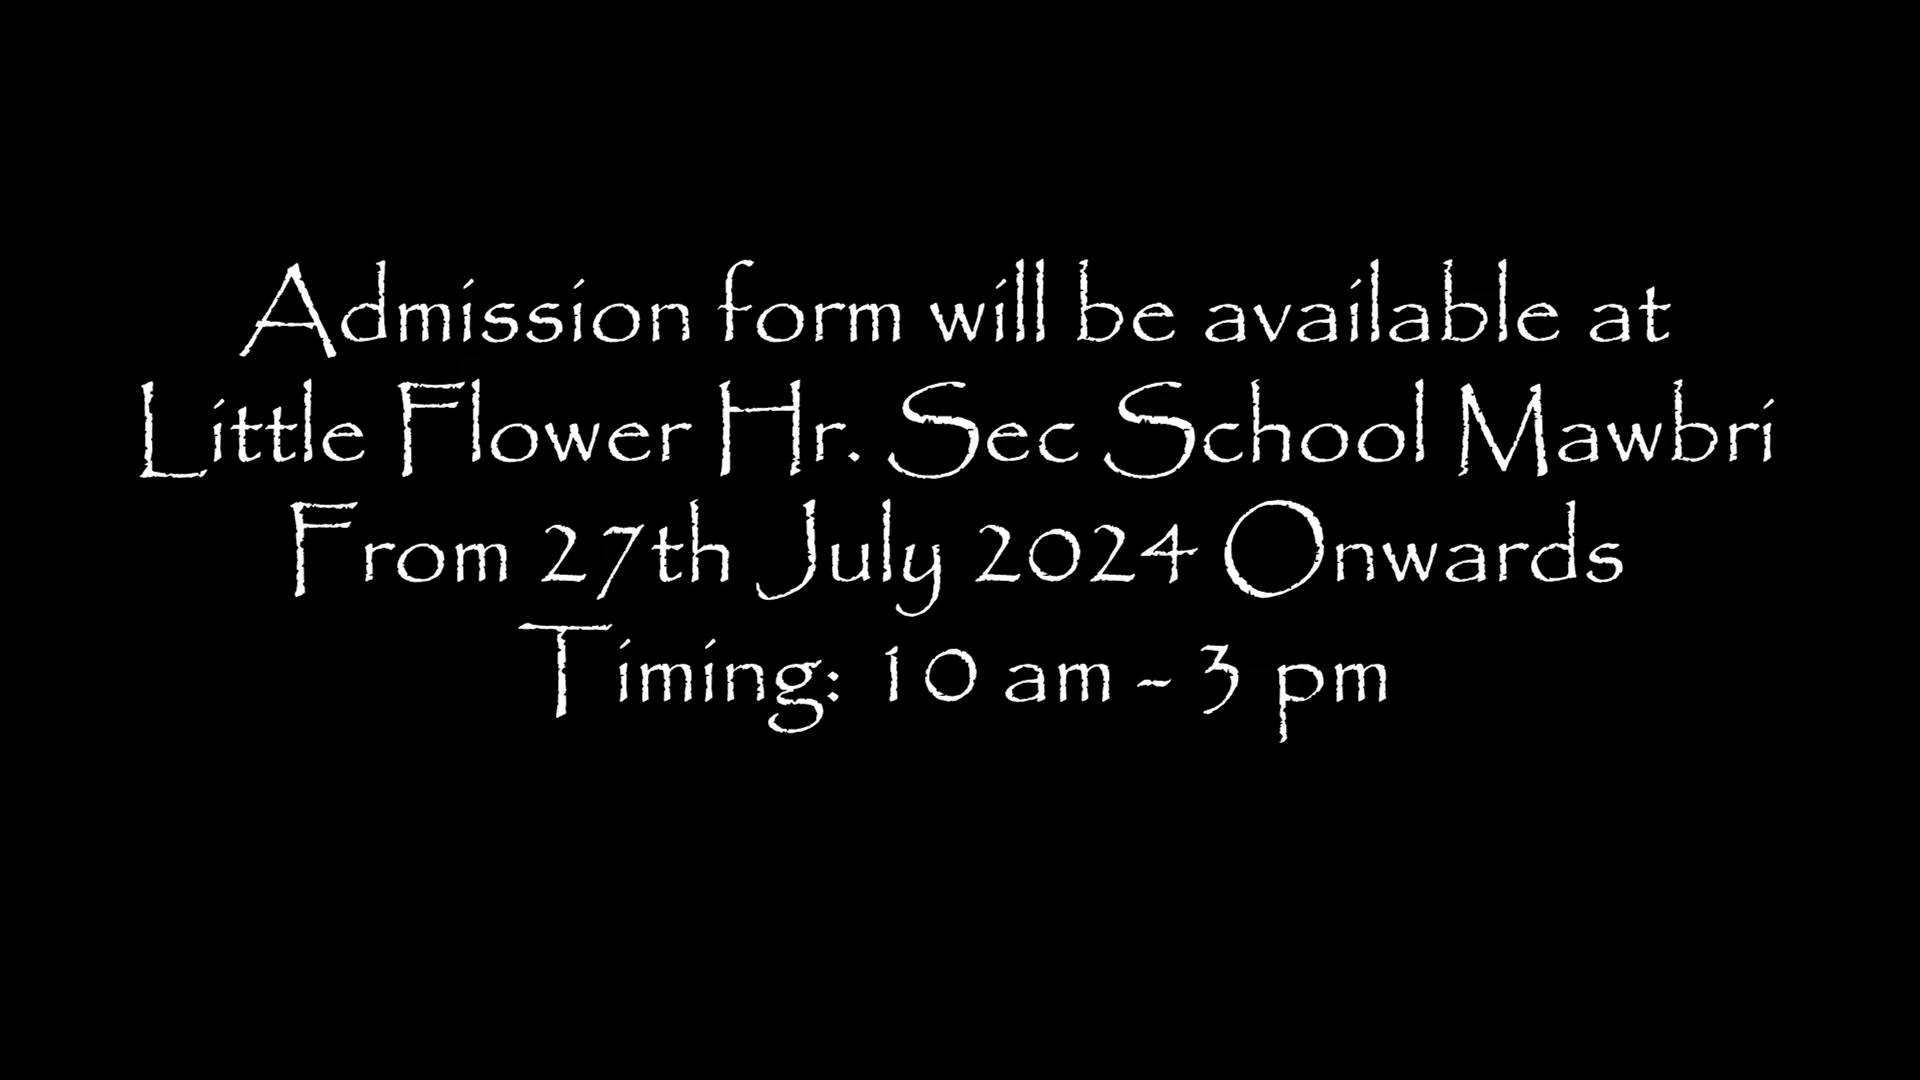 Admission form will be available at
Little Flower Hr. Sec School Mawbri
From 27th July 2024 Onwards
Timing: 10 am - 3 pm